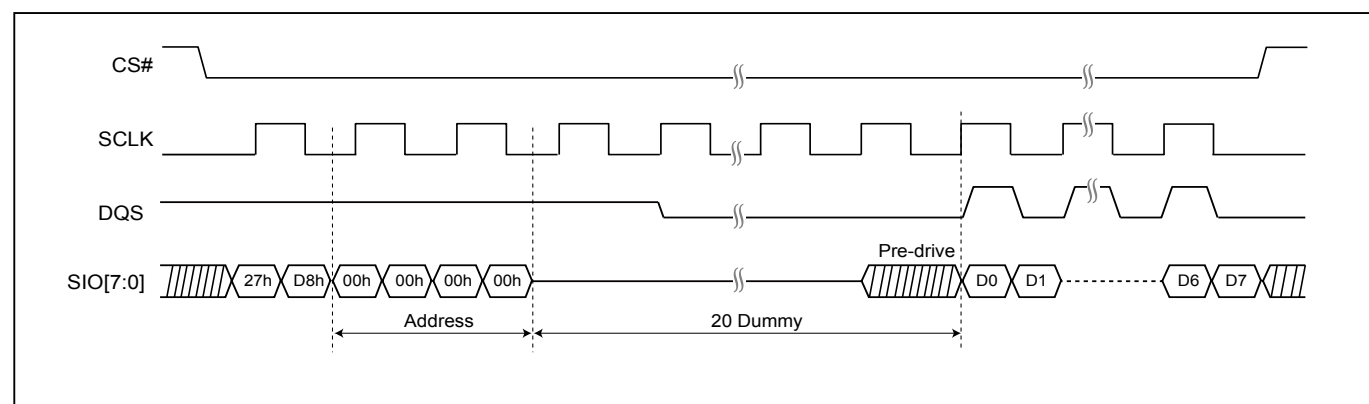 CS#
SCLK
DQS
Pre-drive
SIO[7:0] 27h D8h 00h 00h 00h 00h D0 D1 D6 D7
Address 20 Dummy